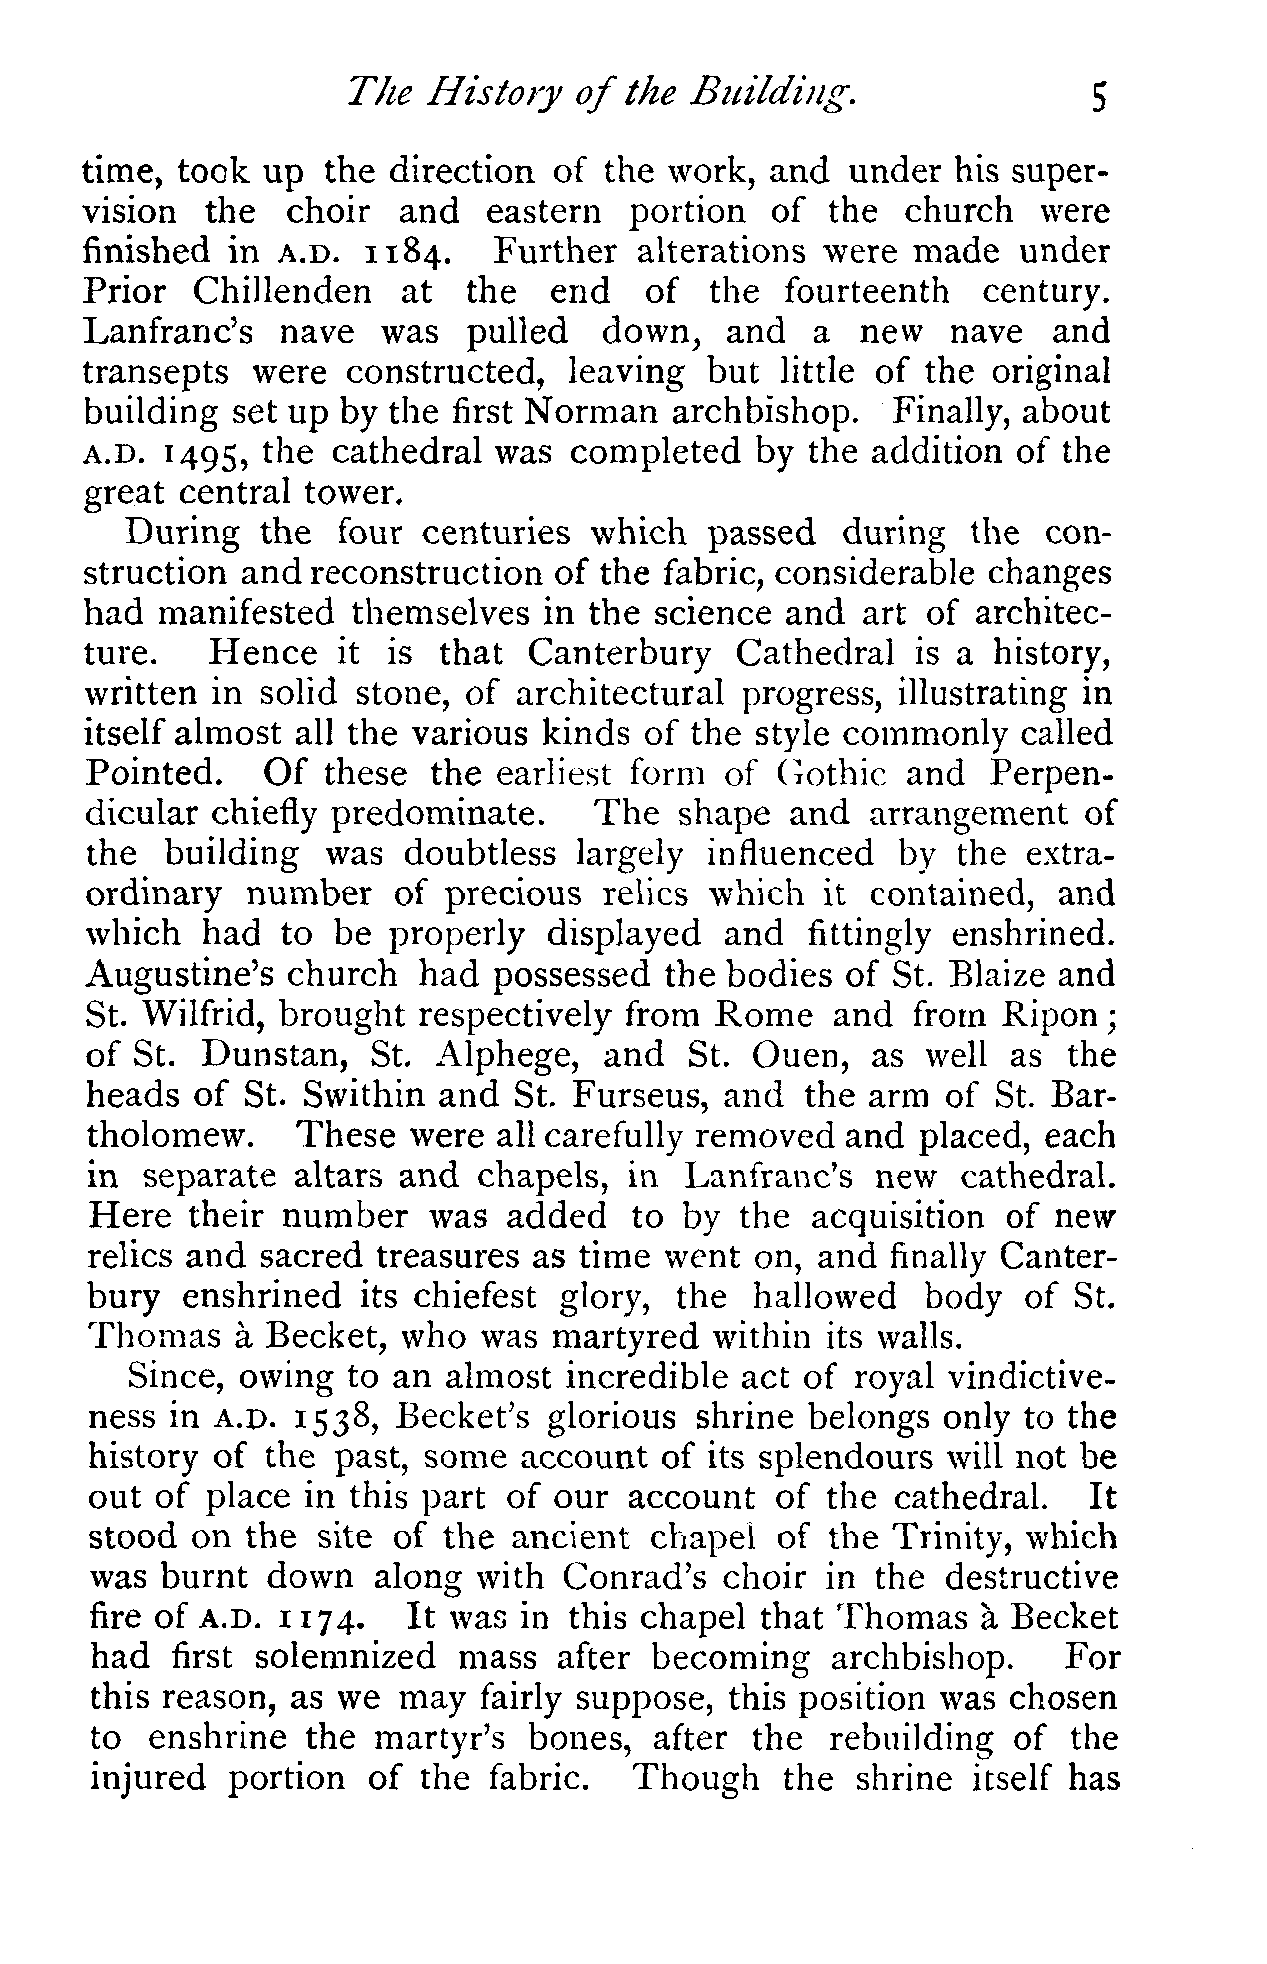 The History of the Building. 5
time, took up the direction of the work, and under his super-
vision the choir and eastern portion of the church were
finished in A.D. 1184. Further alterations were made under
Prior Chillenden at the end of the fourteenth century.
Lanfranc's nave was pulled down, and a new nave and
transepts were constructed, leaving but little of the original
building set up by the first Norman archbishop. Finally, about
A.D. 1495, the cathedral was completed by the addition of the
great central tower.
During the four centuries which passed during the con-
struction and reconstruction of the fabric, considerable changes
had manifested themselves in the science and art of architec-
ture. Hence it is that Canterbury Cathedral is a history,
written in solid stone, of architectural progress, illustrating in
itself almost all the various kinds of the style commonly called
Pointed. Of these the earliest form of Gothic and Perpen-
dicular chiefly predominate. The shape and arrangement of
the building was doubtless largely influenced by the extra-
ordinary number of precious relics which it contained, and
which had to be properly displayed and fittingly enshrined.
Augustine's church had possessed the bodies of St. Blaize and
St. Wilfrid, brought respectively from Rome and from Ripon;
of St. Dunstan, St. Alphege, and St. Ouen, as well as the
heads of St. Swithin and St. Furseus, and the arm of St. Bar-
tholomew. These were all carefully removed and placed, each
in separate altars and chapels, in Lanfranc's new cathedral.
Here their number was added to by the acquisition of new
relics and sacred treasures as time went on, and finally Canter-
bury enshrined its chiefest glory, the hallowed body of St.
Thomas à Becket, who was martyred within its walls.
Since, owing to an almost incredible act of royal vindictive-
ness in A.D. 1538, Becket's glorious shrine belongs only to the
history of the past, some account of its splendours will not be
out of place in this part of our account of the cathedral. It
stood on the site of the ancient chapel of the Trinity, which
was burnt down along with Conrad's choir in the destructive
fire of A.D. 1174. It was in this chapel that Thomas à Becket
had first solemnized mass after becoming archbishop. For
this reason, as we may fairly suppose, this position was chosen
to enshrine the martyr's bones, after the rebuilding of the
injured portion of the fabric. Though the shrine itself has